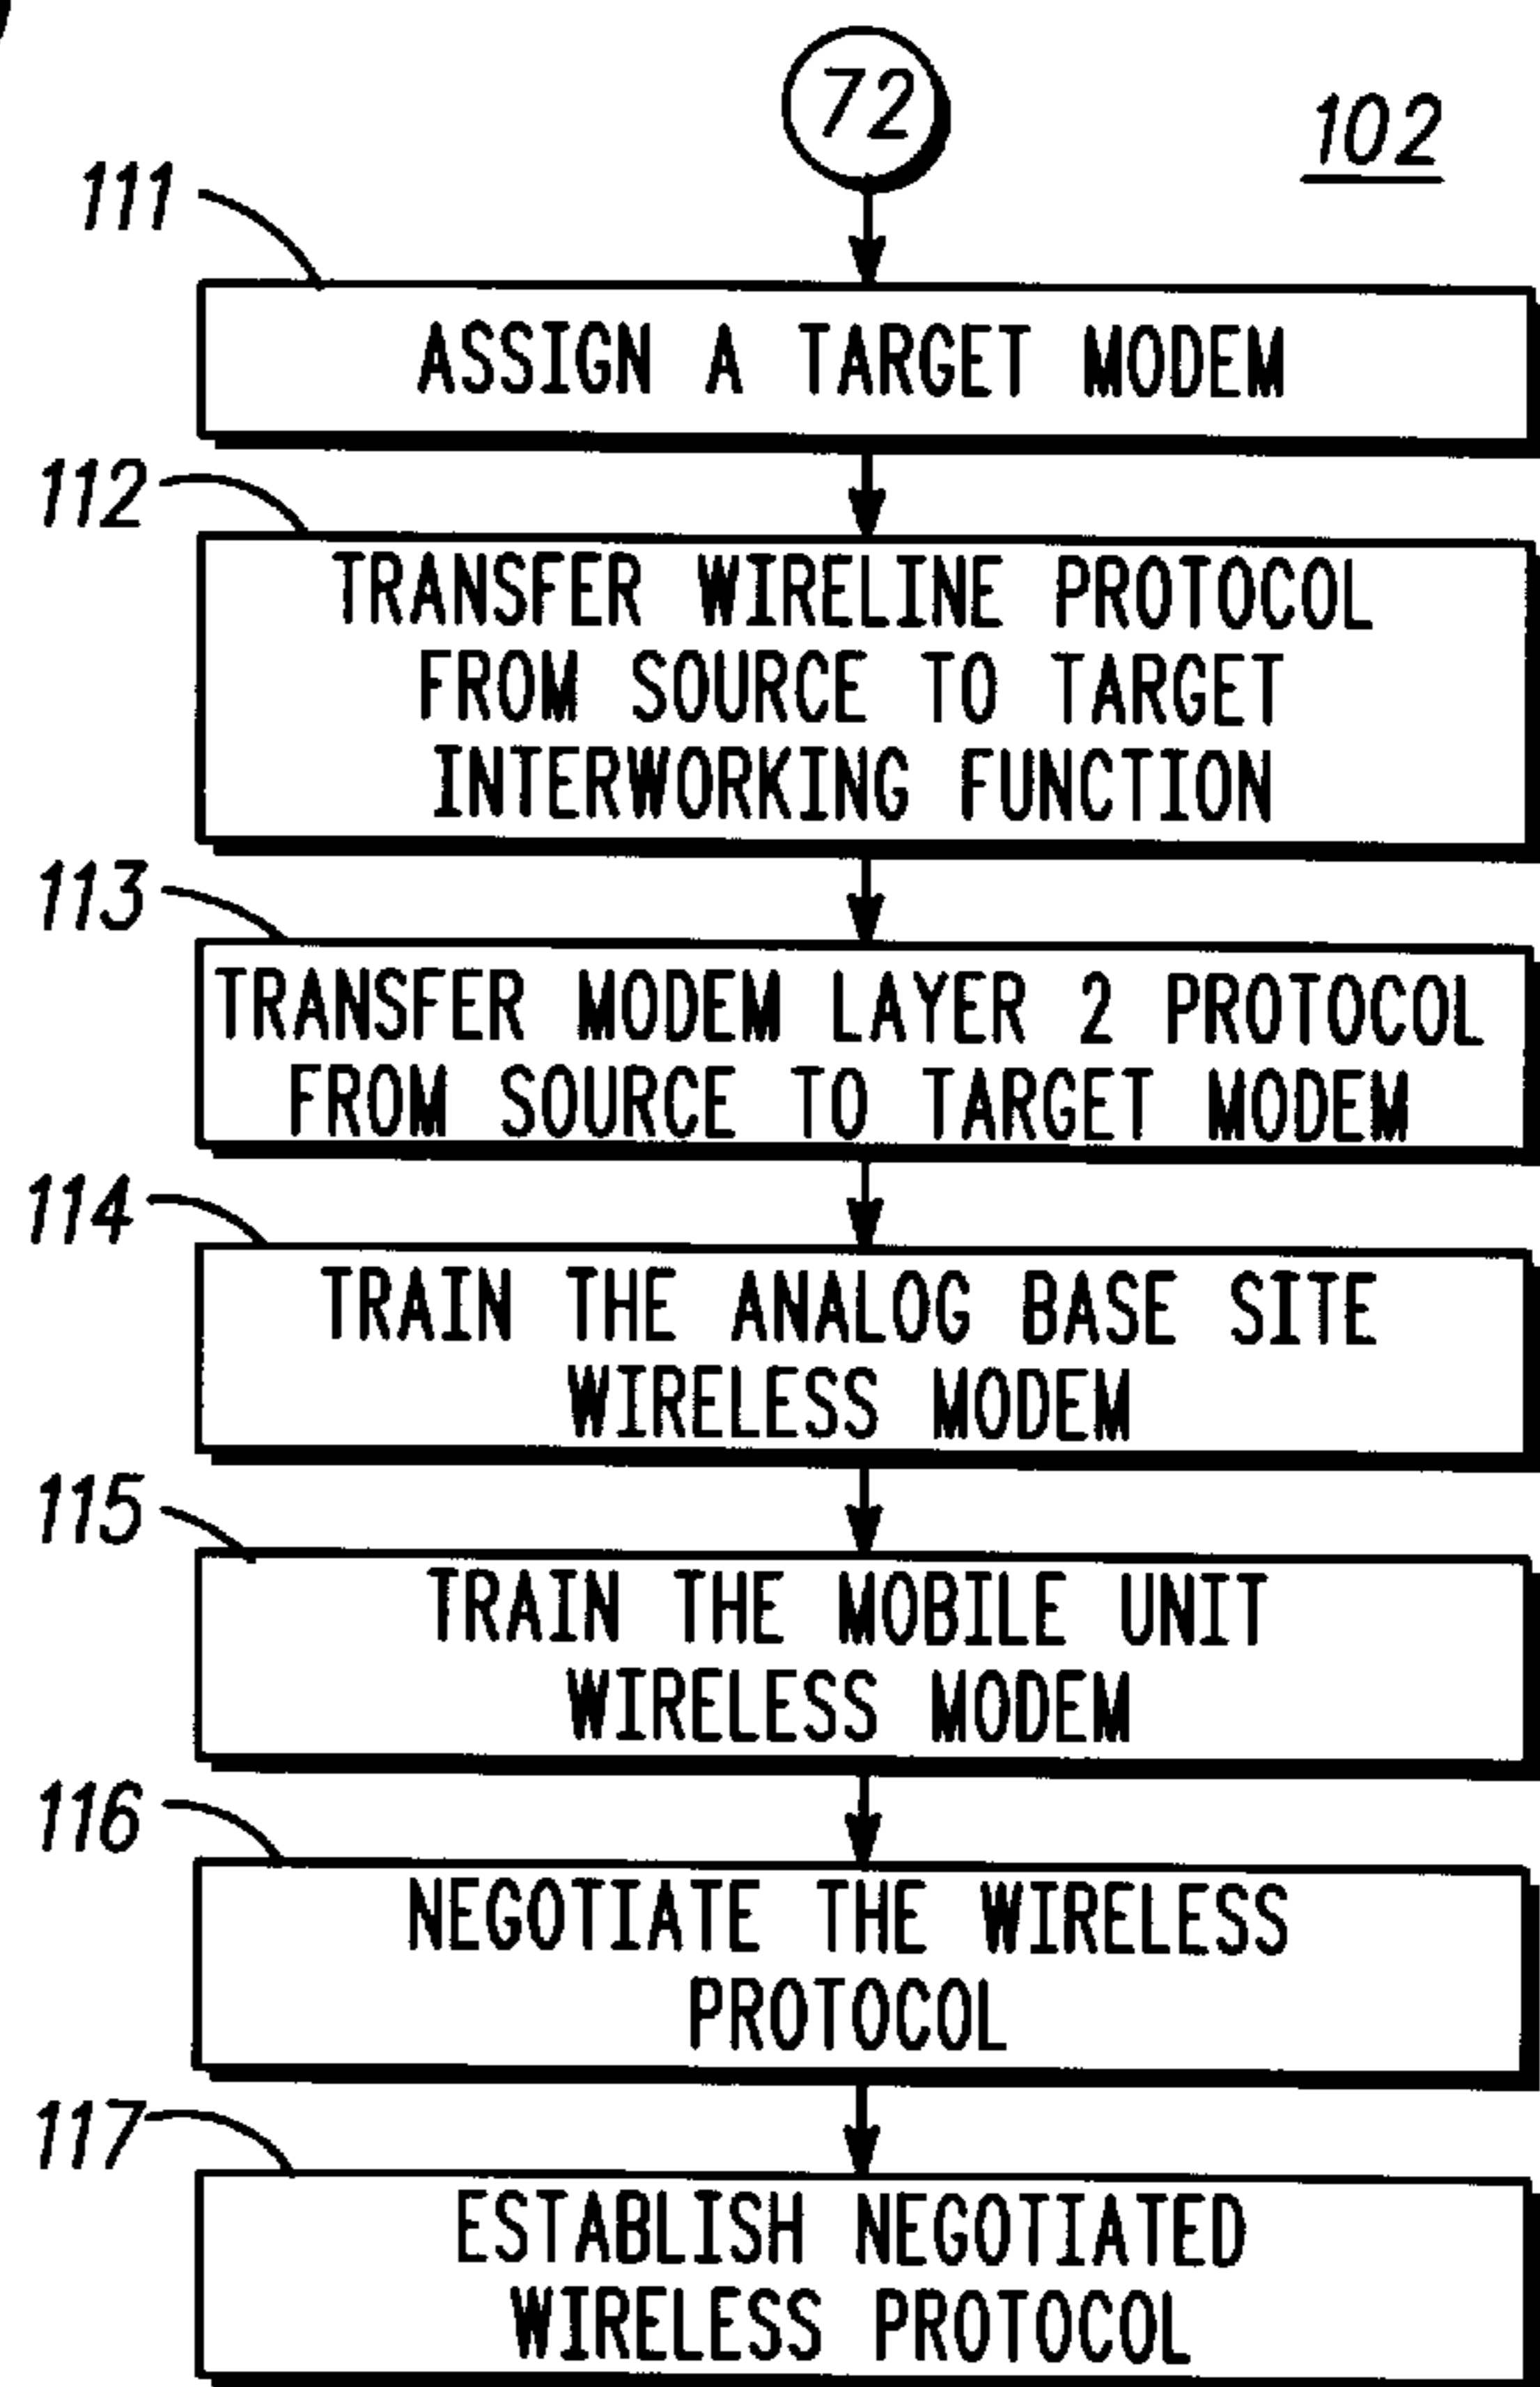 72
102
111
ASSIGN A TARGET MODEM
112
TRANSFER WIRELINE PROTOCOL
FROM SOURCE TO TARGET
INTERWORKING FUNCTION
113
TRANSFER MODEM LAYER 2 PROTOCOL
FROM SOURCE TO TARGET MODEM
114
TRAIN THE ANALOG BASE SITE
WIRELESS MODEM
115
TRAIN THE MOBILE UNIT
WIRELESS MODEM
116
NEGOTIATE THE WIRELESS
PROTOCOL
117
ESTABLISH NEGOTIATED
WIRELESS PROTOCOL